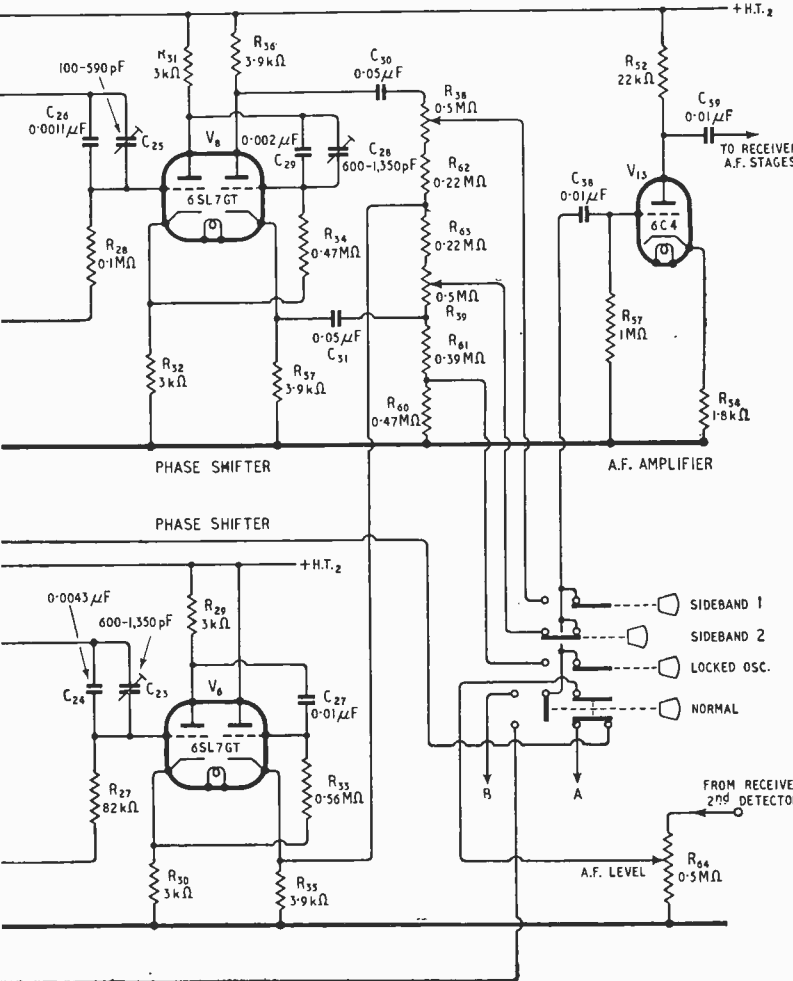 +H.T.2
R31
3kΩ
R36
3·9kΩ
C30
0·05μF
R52
22kΩ
100-590pF
R38
0·5MΩ
C39
0·01μF
C26
0·0011μF
C25
V8
0·002μF
C29
C28
600-1,350pF
TO RECEIVER
A.F. STAGES
R62
0·22MΩ
V13
C38
0·01μF
6SL7GT
6C4
R63
0·22MΩ
R28
0·1MΩ
R34
0·47MΩ
0·5MΩ
R39
R57
1MΩ
0·05μF
C31
R61
0·39MΩ
R32
3kΩ
R37
3·9kΩ
R60
0·47MΩ
R54
1·8kΩ
PHASE SHIFTER
A.F. AMPLIFIER
PHASE SHIFTER
+H.T.2
0·0043μF
R29
3kΩ
SIDEBAND 1
600-1,350pF
SIDEBAND 2
C24
C23
V6
C27
0·01μF
LOCKED OSC.
NORMAL
6SL7GT
R27
82kΩ
R33
0·56MΩ
B
A
FROM RECEIVER
2nd DETECTOR
R30
3kΩ
R35
3·9kΩ
A.F. LEVEL
R64
0·5MΩ